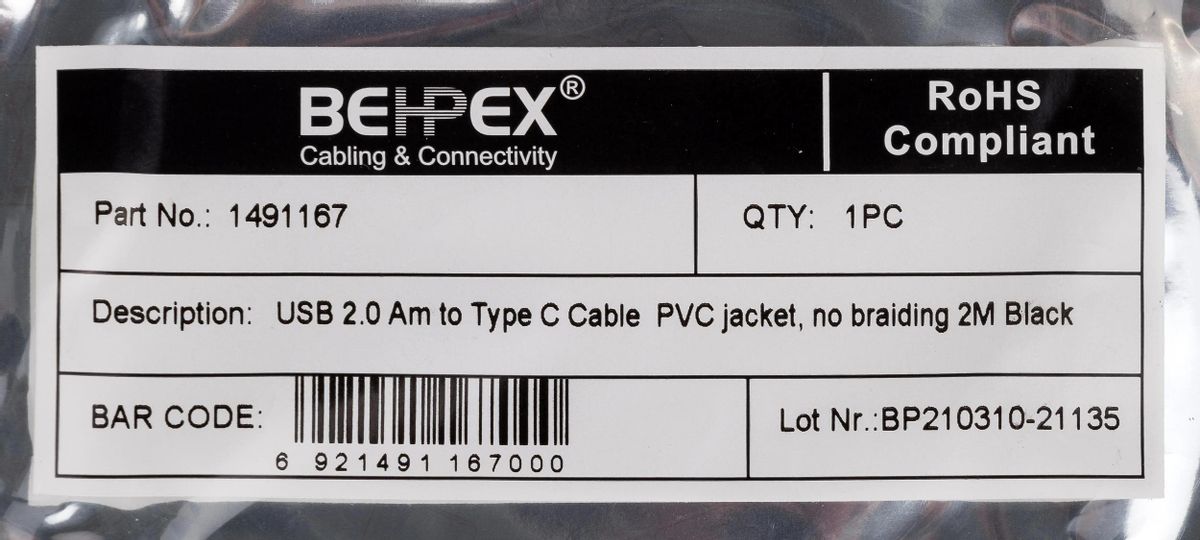 BEHPEX®
Cabling & Connectivity
RoHS
Compliant
Part No.: 1491167
QTY: 1PC
Description: USB 2.0 Am to Type C Cable PVC jacket, no braiding 2M Black
BAR CODE:
6 921491 167000
Lot Nr.:BP210310-21135